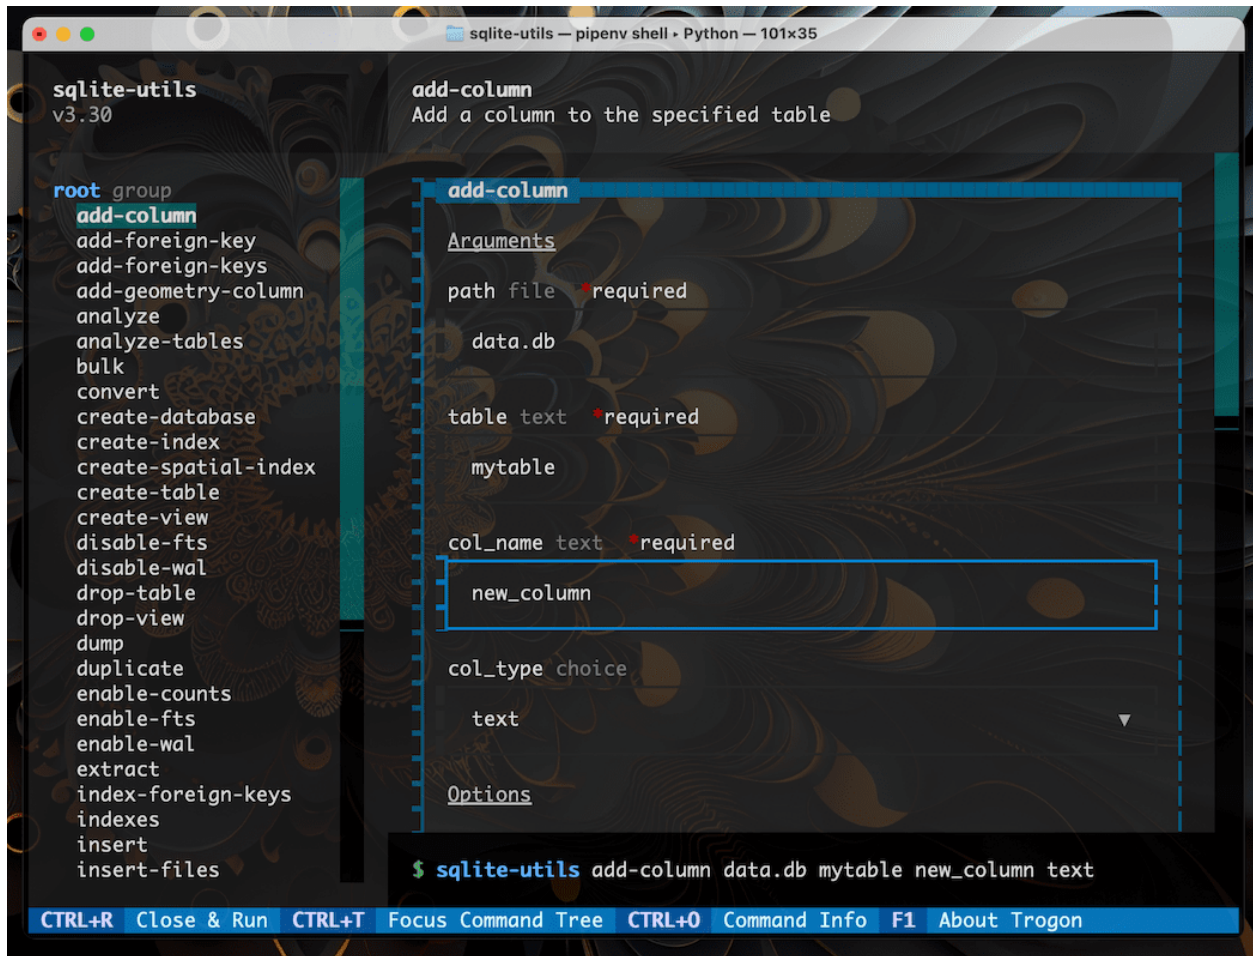 sqlite-utils — pipenv shell ▸ Python — 101×35
sqlite-utils
v3.30
root group
add-column
add-foreign-key
add-foreign-keys
add-geometry-column
analyze
analyze-tables
bulk
convert
create-database
create-index
create-spatial-index
create-table
create-view
disable-fts
disable-wal
drop-table
drop-view
dump
duplicate
enable-counts
enable-fts
enable-wal
extract
index-foreign-keys
indexes
insert
insert-files
add-column
Add a column to the specified table
add-column
Arguments
path file *required
data.db
table text *required
mytable
col_name text *required
new_column
col_type choice
text ▼
Options
$ sqlite-utils add-column data.db mytable new_column text
CTRL+R Close & Run CTRL+T Focus Command Tree CTRL+O Command Info F1 About Trogon